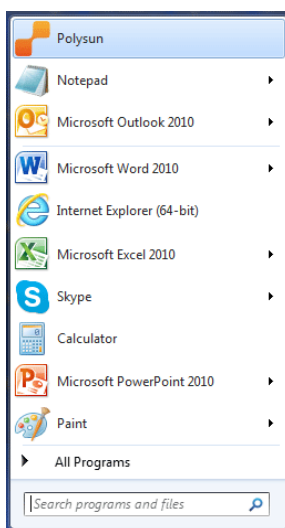 Polysun
Notepad
Microsoft Outlook 2010
Microsoft Word 2010
Internet Explorer (64-bit)
Microsoft Excel 2010
Skype
Calculator
Microsoft PowerPoint 2010
Paint
All Programs
Search programs and files